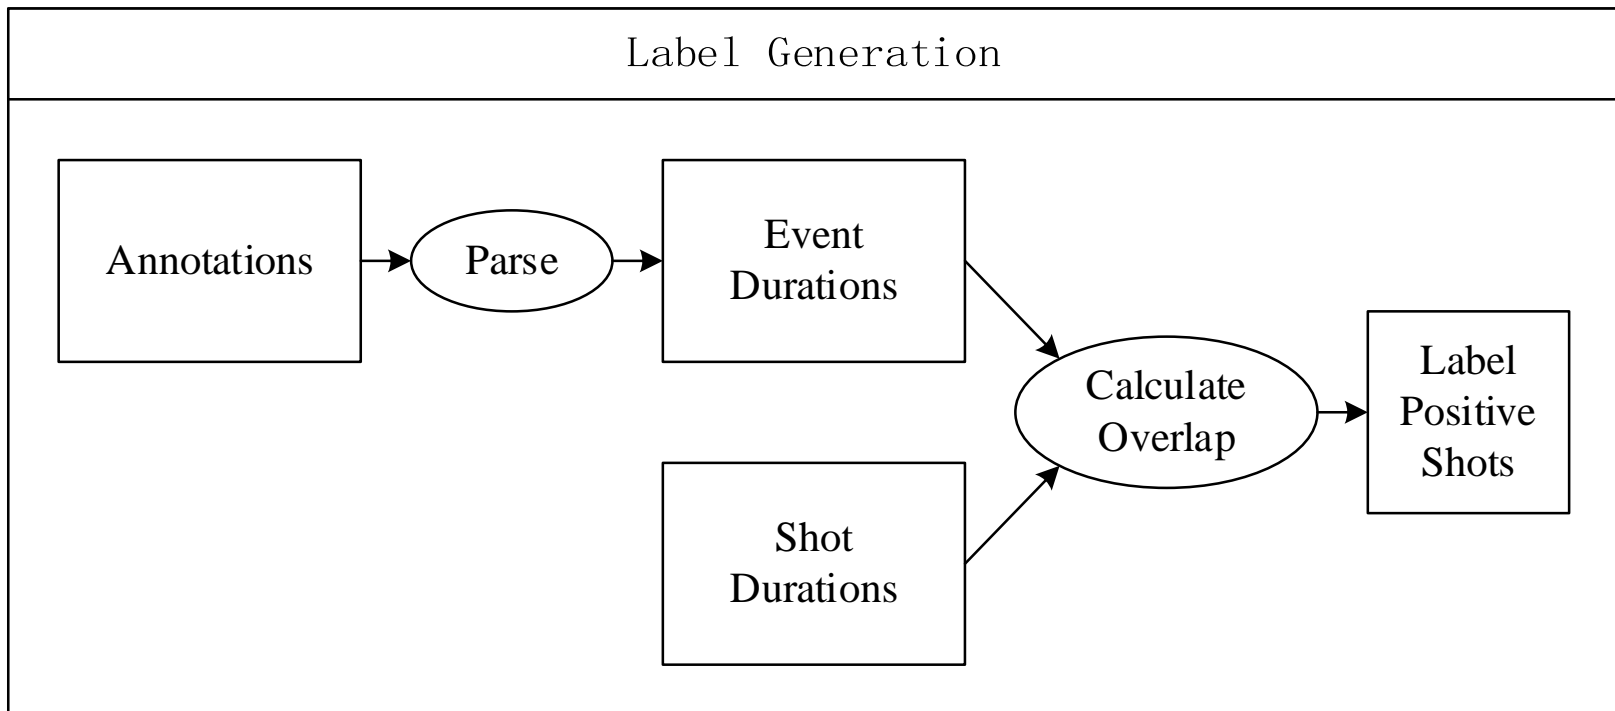 Label Generation
Annotations
Parse
Event
Durations
Calculate
Overlap
Label
Positive
Shots
Shot
Durations